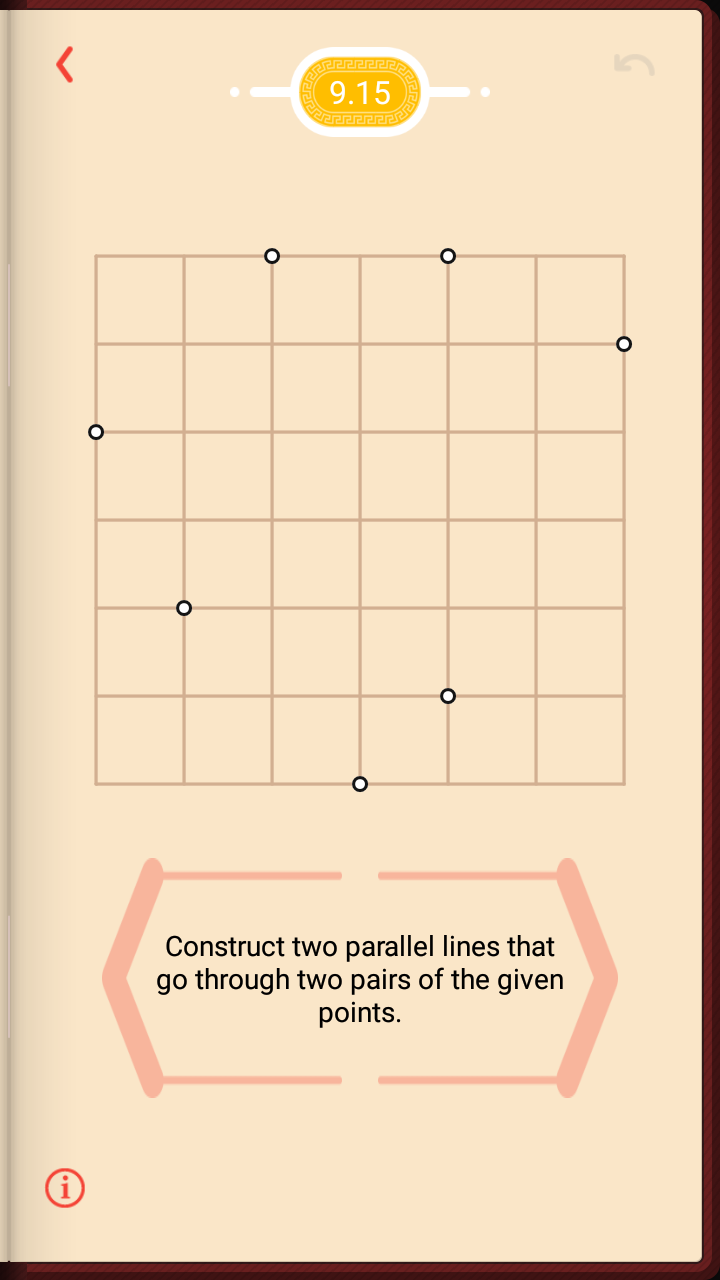 9.15
Construct two parallel lines that
go through two pairs of the given
points.
i